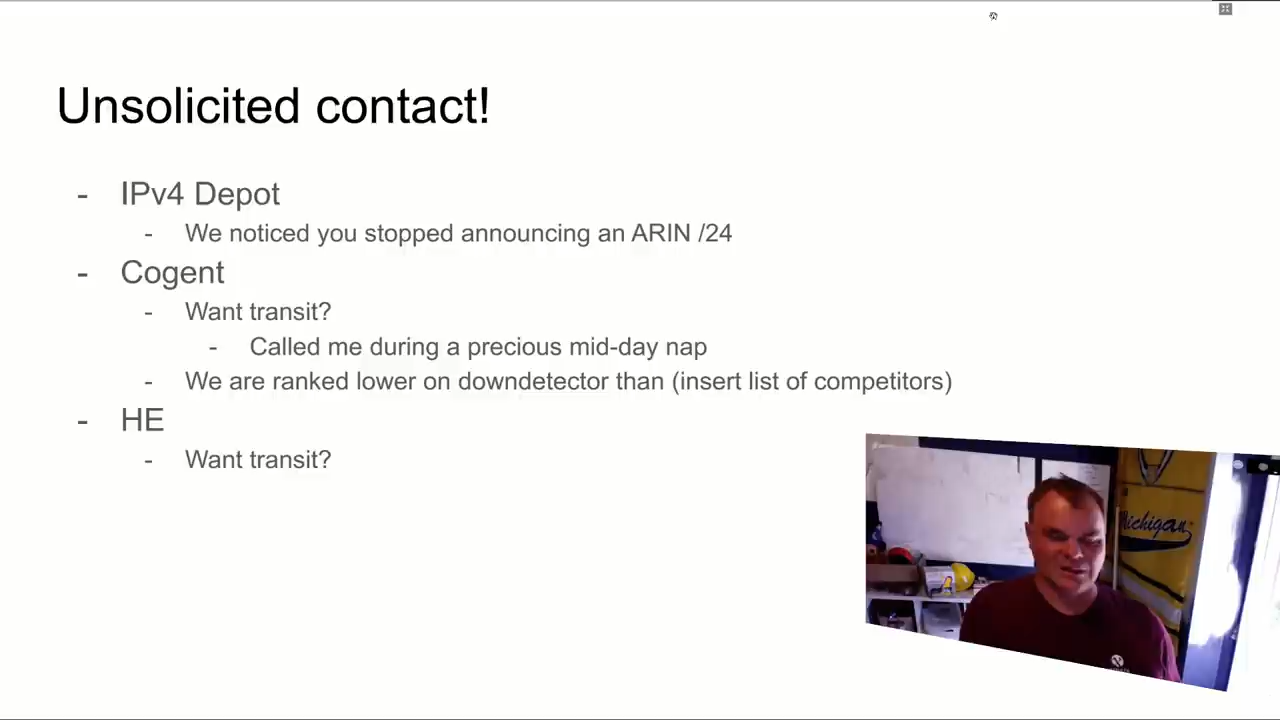 Unsolicited contact!
- IPv4 Depot
- We noticed you stopped announcing an ARIN /24
- Cogent
- Want transit?
- Called me during a precious mid-day nap
- We are ranked lower on downdetector than (insert list of competitors)
- HE
- Want transit?
Michigan